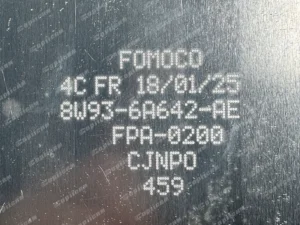 FOMOCO
4C FR 18/01/25
8W93-6A642-AE
FPA-0200
CJNPO
459